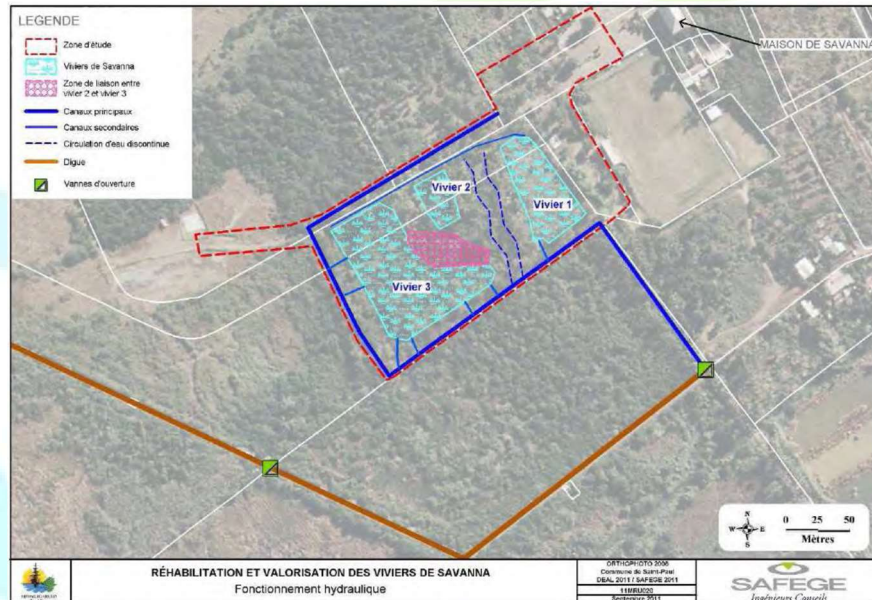 LEGENDE
Zone d'étude
Viviers de Savanna
Zone de liaison entre
vivier 2 et vivier 3
Canaux principaux
Canaux secondaires
Circulation d'eau discontinue
Digue
Vannes d'ouverture
MAISON DE SAVANNA
Vivier 2
Vivier 1
Vivier 3
N
W E
S
0 25 50
Mètres
RÉHABILITATION ET VALORISATION DES VIVIERS DE SAVANNA
Fonctionnement hydraulique
ORTHOPHOTO 2008
Commune de Saint-Paul
DEAL 2011 / SAFEGE 2011
11MRU020
Septembre 2011
SAFEGE
Ingénieurs Conseils